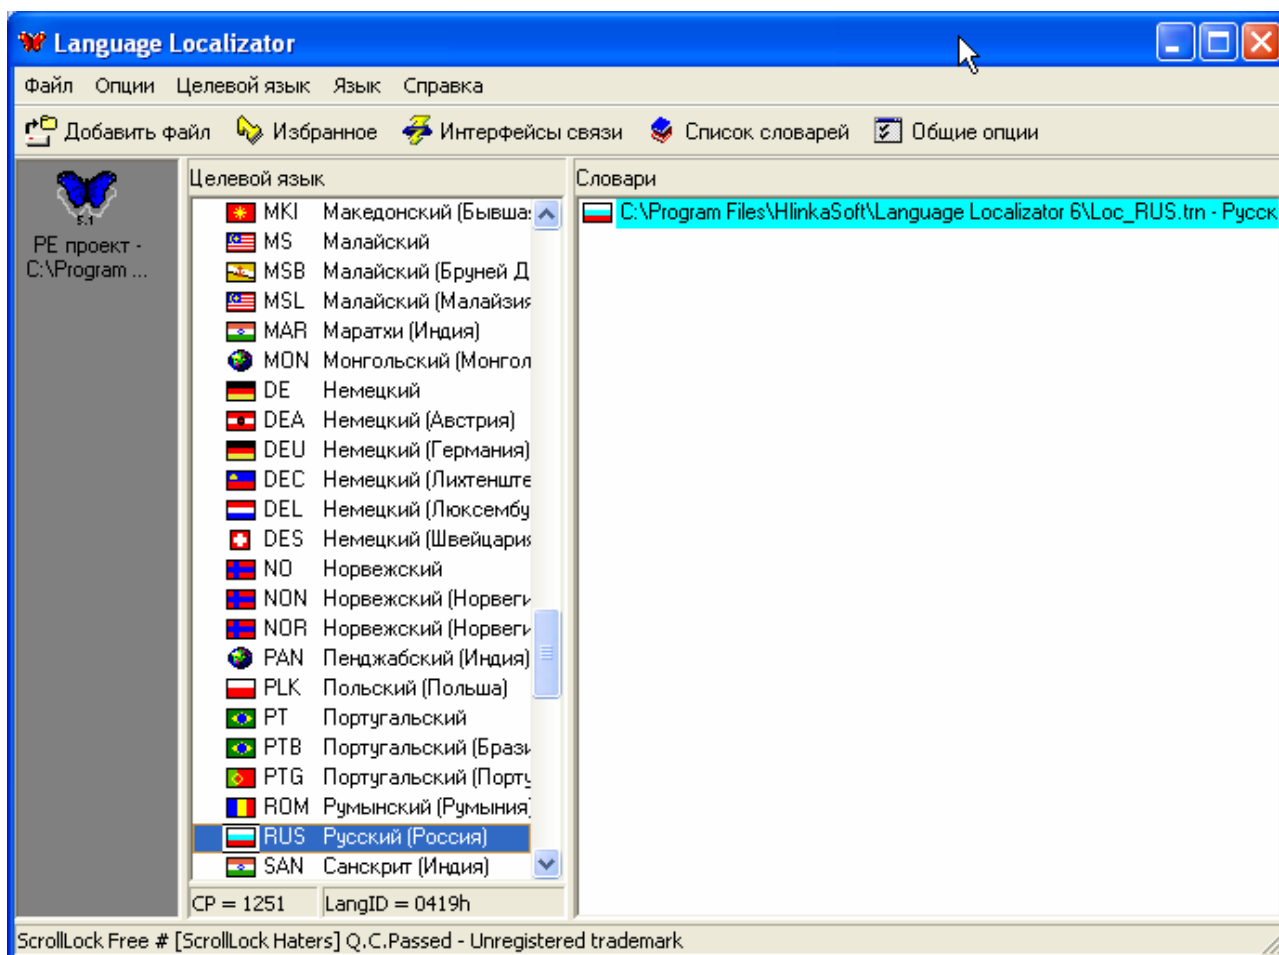 Language Localizator
Файл Опции Целевой язык Язык Справка
Добавить файл Избранное Интерфейсы связи Список словарей Общие опции
5.1
PE проект -
C:\Program ...
Целевой язык
MKI Македонский (Бывша
MS Малайский
MSB Малайский (Бруней Д
MSL Малайский (Малайзия
MAR Маратхи (Индия)
MON Монгольский (Монгол
DE Немецкий
DEA Немецкий (Австрия)
DEU Немецкий (Германия)
DEC Немецкий (Лихтенште
DEL Немецкий (Люксембу
DES Немецкий (Швейцария
NO Норвежский
NON Норвежский (Норвеги
NOR Норвежский (Норвеги
PAN Пенджабский (Индия)
PLK Польский (Польша)
PT Португальский
PTB Португальский (Брази
PTG Португальский (Порту
ROM Румынский (Румыния)
RUS Русский (Россия)
SAN Санскрит (Индия)
CP = 1251 LangID = 0419h
Словари
C:\Program Files\HlinkaSoft\Language Localizator 6\Loc_RUS.trn - Русск
ScrollLock Free # [ScrollLock Haters] Q.C.Passed - Unregistered trademark